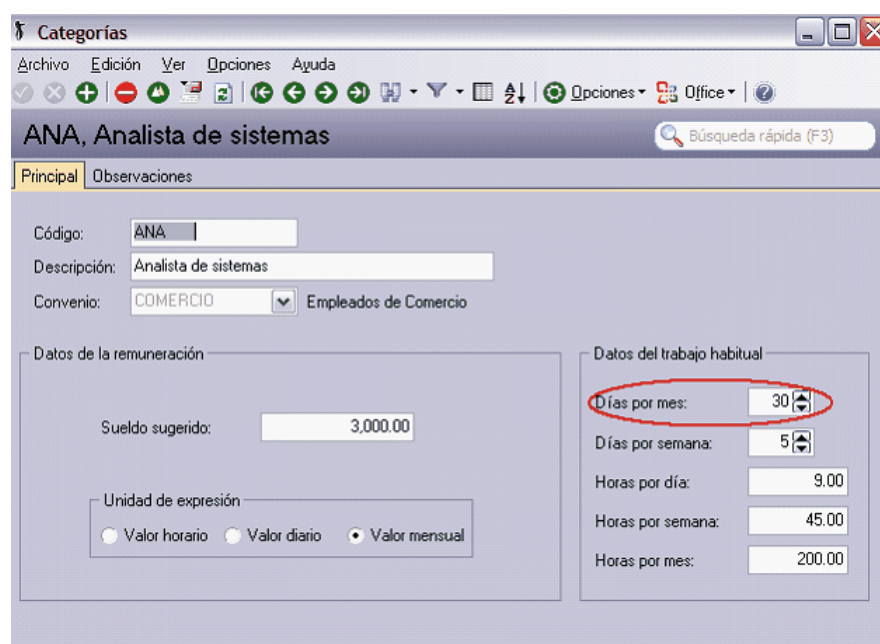 Categorías
Archivo Edición Ver Opciones Ayuda
Opciones Office
ANA, Analista de sistemas
Búsqueda rápida (F3)
Principal Observaciones
Código: ANA
Descripción: Analista de sistemas
Convenio: COMERCIO Empleados de Comercio
Datos de la remuneración
Sueldo sugerido: 3,000.00
Unidad de expresión
Valor horario Valor diario Valor mensual
Datos del trabajo habitual
Días por mes: 30
Días por semana: 5
Horas por día: 9.00
Horas por semana: 45.00
Horas por mes: 200.00